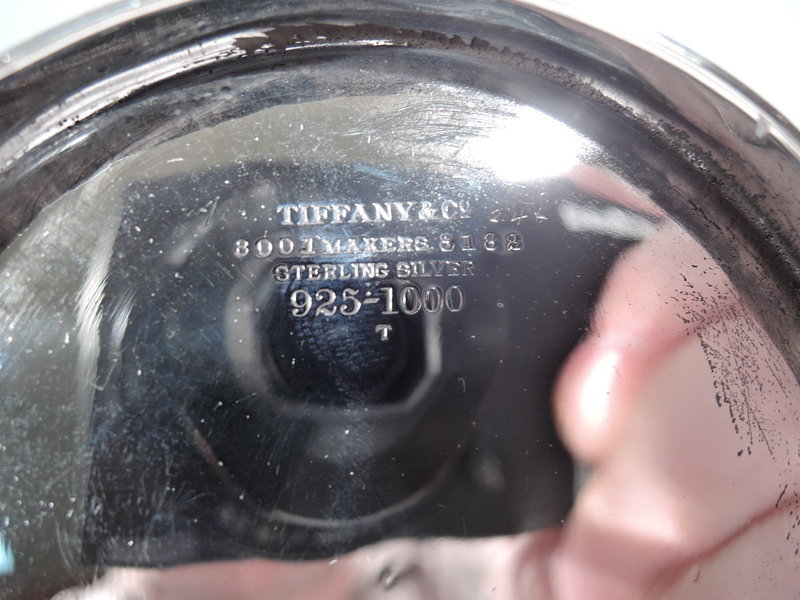 TIFFANY & Co
8001 MAKERS. 8182
STERLING SILVER
925-1000
T